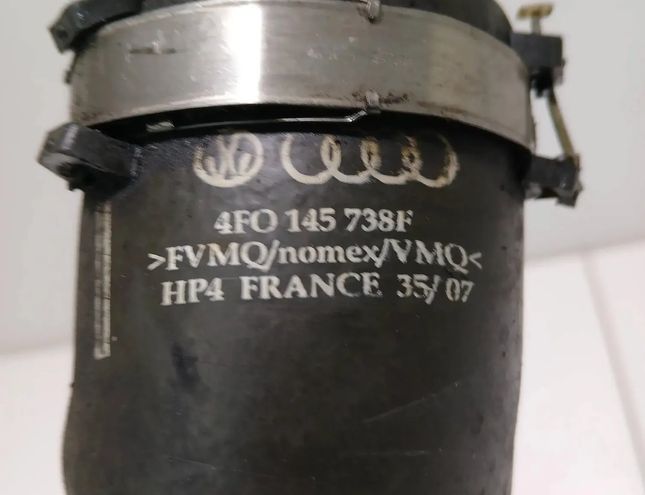 4FO 145 738F
>FVMQ/nomex/VMQ<
HP4 FRANCE 35/07